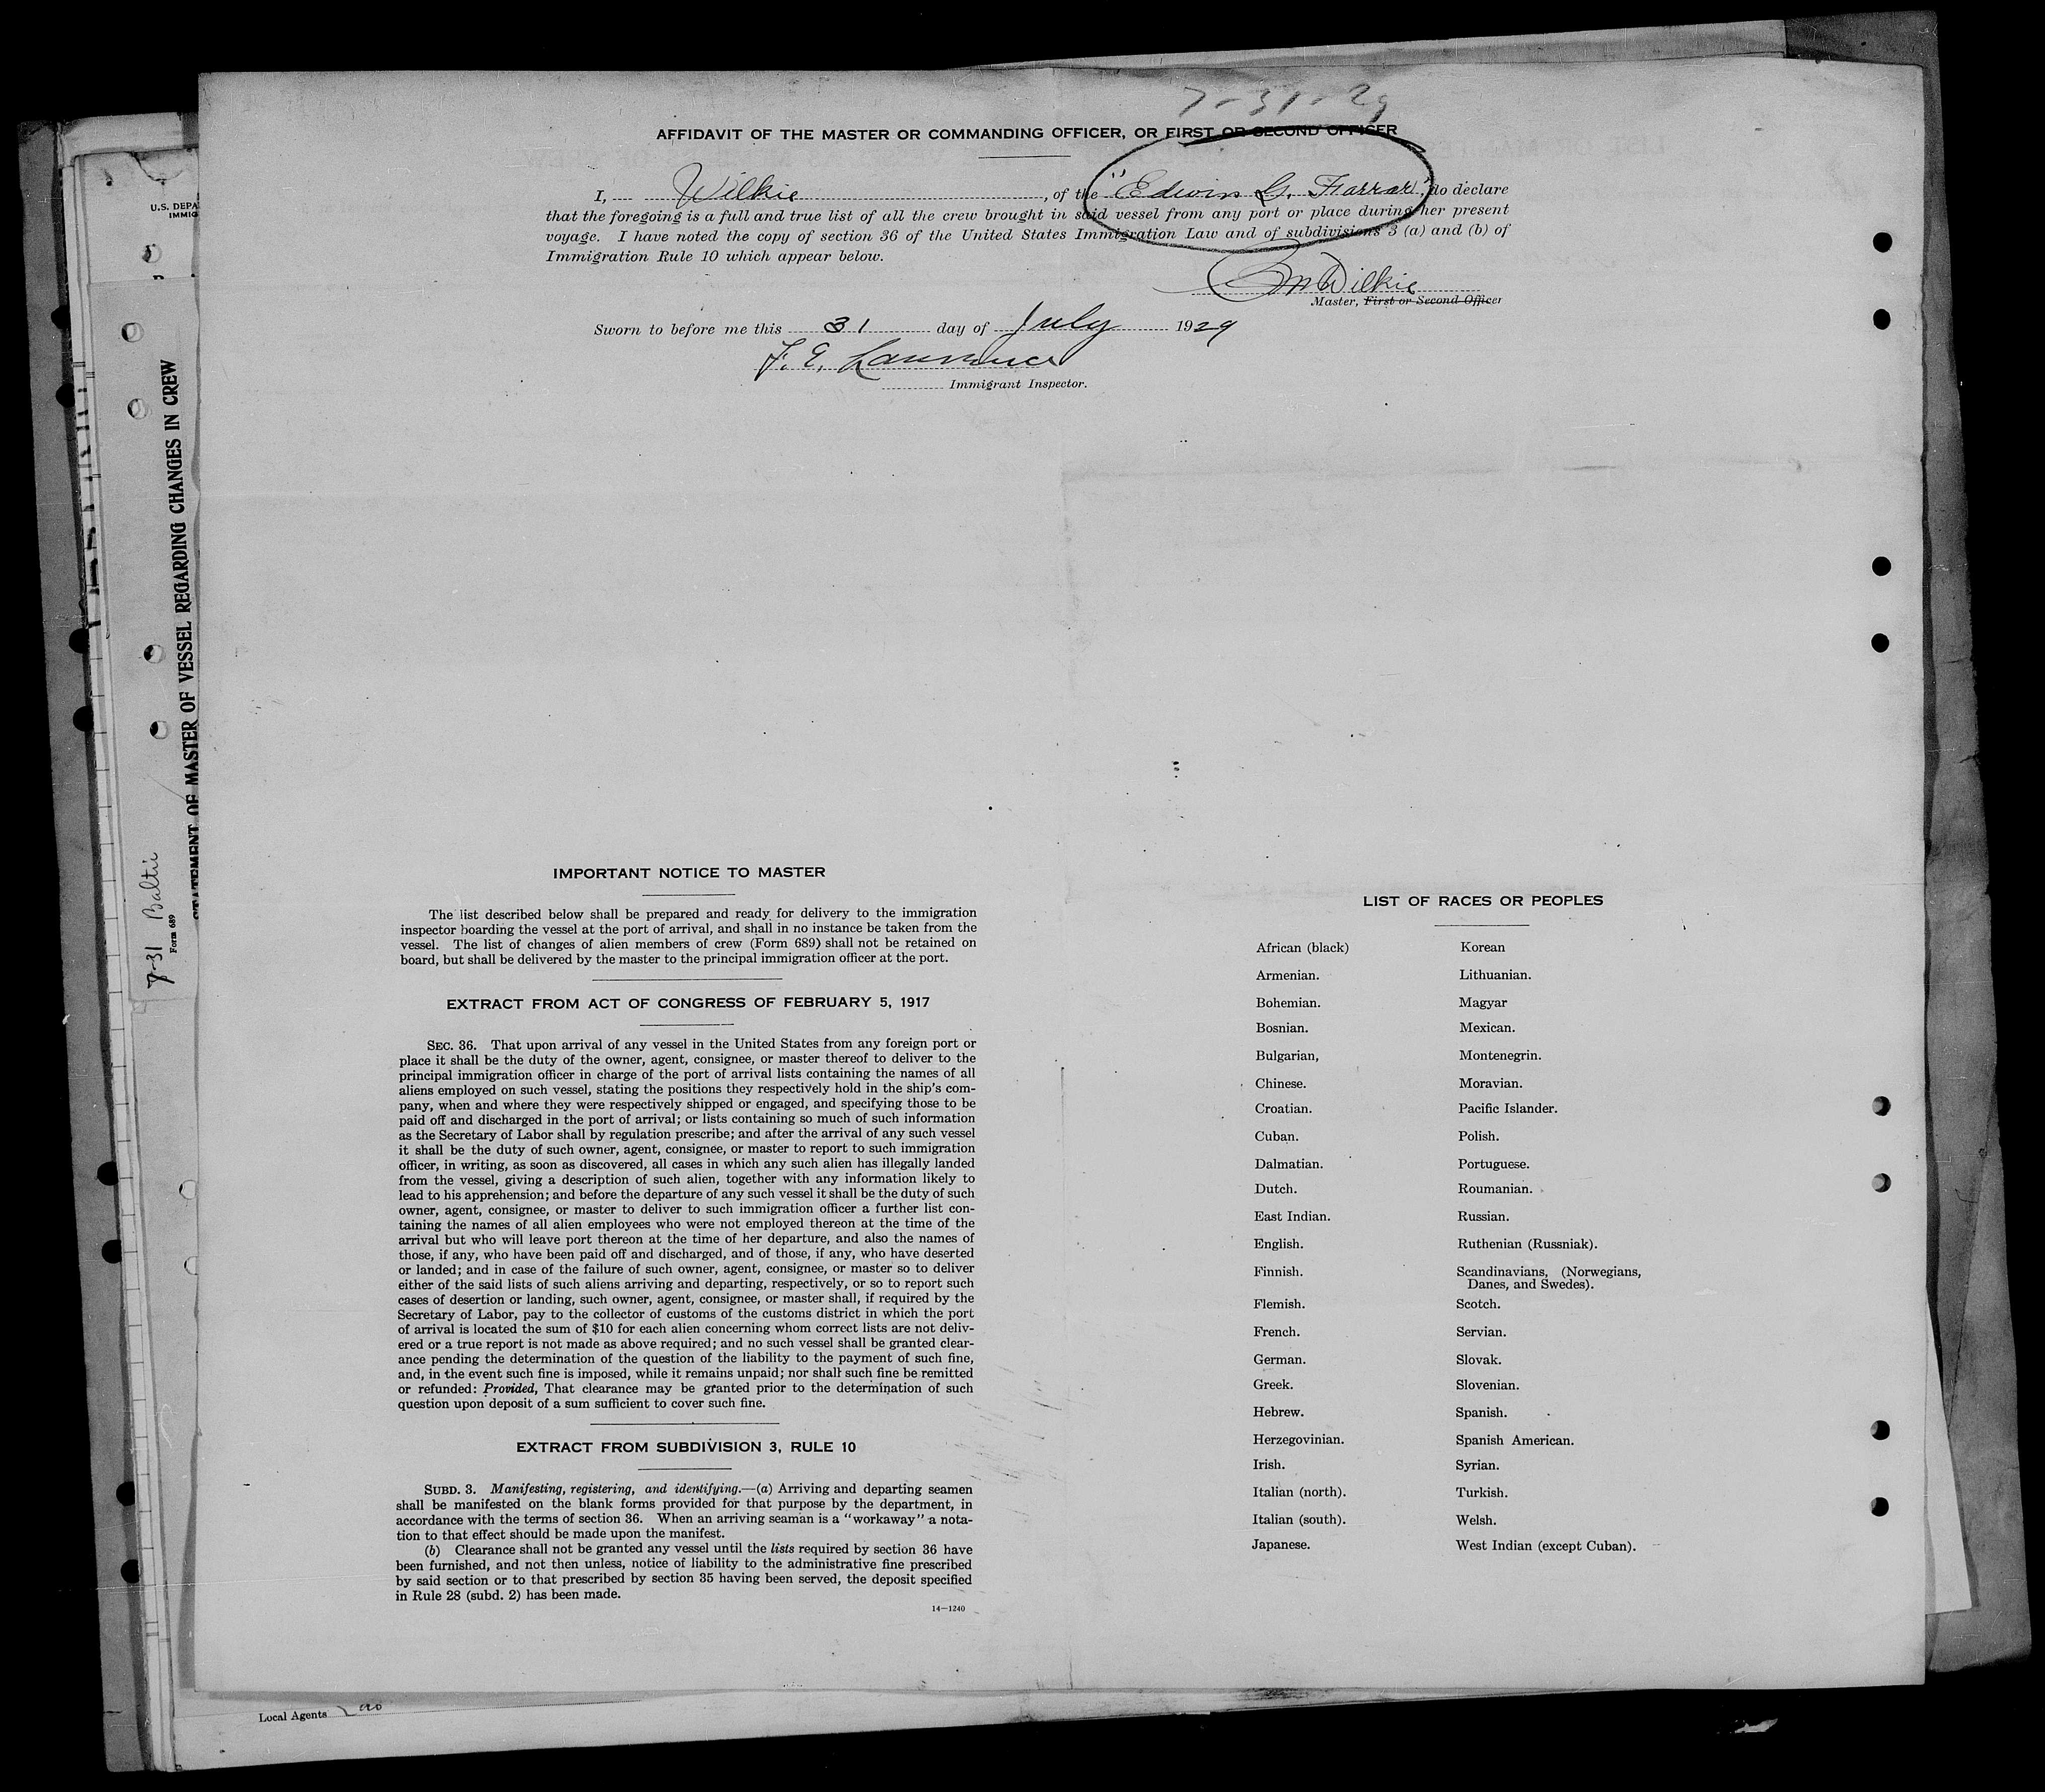 7-31-29
AFFIDAVIT OF THE MASTER OR COMMANDING OFFICER, OR FIRST OR SECOND OFFICER
I, Wilkie, of the "Edwin G. Farrar", do declare
that the foregoing is a full and true list of all the crew brought in said vessel from any port or place during her present
voyage. I have noted the copy of section 36 of the United States Immigration Law and of subdivisions 3 (a) and (b) of
Immigration Rule 10 which appear below.
Wilkie
Master, First or Second Officer
Sworn to before me this 31 day of July 1929
F. E. Lawrence
Immigrant Inspector.
U.S. DEPA
IMMIG
STATEMENT OF MASTER OF VESSEL REGARDING CHANGES IN CREW
7-31 Baltic
Form 689
IMPORTANT NOTICE TO MASTER
The list described below shall be prepared and ready for delivery to the immigration
inspector boarding the vessel at the port of arrival, and shall in no instance be taken from the
vessel. The list of changes of alien members of crew (Form 689) shall not be retained on
board, but shall be delivered by the master to the principal immigration officer at the port.
EXTRACT FROM ACT OF CONGRESS OF FEBRUARY 5, 1917
SEC. 36. That upon arrival of any vessel in the United States from any foreign port or
place it shall be the duty of the owner, agent, consignee, or master thereof to deliver to the
principal immigration officer in charge of the port of arrival lists containing the names of all
aliens employed on such vessel, stating the positions they respectively hold in the ship's com-
pany, when and where they were respectively shipped or engaged, and specifying those to be
paid off and discharged in the port of arrival; or lists containing so much of such information
as the Secretary of Labor shall by regulation prescribe; and after the arrival of any such vessel
it shall be the duty of such owner, agent, consignee, or master to report to such immigration
officer, in writing, as soon as discovered, all cases in which any such alien has illegally landed
from the vessel, giving a description of such alien, together with any information likely to
lead to his apprehension; and before the departure of any such vessel it shall be the duty of such
owner, agent, consignee, or master to deliver to such immigration officer a further list con-
taining the names of all alien employees who were not employed thereon at the time of the
arrival but who will leave port thereon at the time of her departure, and also the names of
those, if any, who have been paid off and discharged, and of those, if any, who have deserted
or landed; and in case of the failure of such owner, agent, consignee, or master so to deliver
either of the said lists of such aliens arriving and departing, respectively, or so to report such
cases of desertion or landing, such owner, agent, consignee, or master shall, if required by the
Secretary of Labor, pay to the collector of customs of the customs district in which the port
of arrival is located the sum of $10 for each alien concerning whom correct lists are not deliv-
ered or a true report is not made as above required; and no such vessel shall be granted clear-
ance pending the determination of the question of the liability to the payment of such fine,
and, in the event such fine is imposed, while it remains unpaid; nor shall such fine be remitted
or refunded: Provided, That clearance may be granted prior to the determination of such
question upon deposit of a sum sufficient to cover such fine.
EXTRACT FROM SUBDIVISION 3, RULE 10
SUBD. 3. Manifesting, registering, and identifying.—(a) Arriving and departing seamen
shall be manifested on the blank forms provided for that purpose by the department, in
accordance with the terms of section 36. When an arriving seaman is a "workaway" a nota-
tion to that effect should be made upon the manifest.
(b) Clearance shall not be granted any vessel until the lists required by section 36 have
been furnished, and not then unless, notice of liability to the administrative fine prescribed
by said section or to that prescribed by section 35 having been served, the deposit specified
in Rule 28 (subd. 2) has been made.
14—1240
LIST OF RACES OR PEOPLES
African (black) Korean
Armenian. Lithuanian.
Bohemian. Magyar
Bosnian. Mexican.
Bulgarian, Montenegrin.
Chinese. Moravian.
Croatian. Pacific Islander.
Cuban. Polish.
Dalmatian. Portuguese.
Dutch. Roumanian.
East Indian. Russian.
English. Ruthenian (Russniak).
Finnish. Scandinavians, (Norwegians,
Danes, and Swedes).
Flemish. Scotch.
French. Servian.
German. Slovak.
Greek. Slovenian.
Hebrew. Spanish.
Herzegovinian. Spanish American.
Irish. Syrian.
Italian (north). Turkish.
Italian (south). Welsh.
Japanese. West Indian (except Cuban).
Local Agents